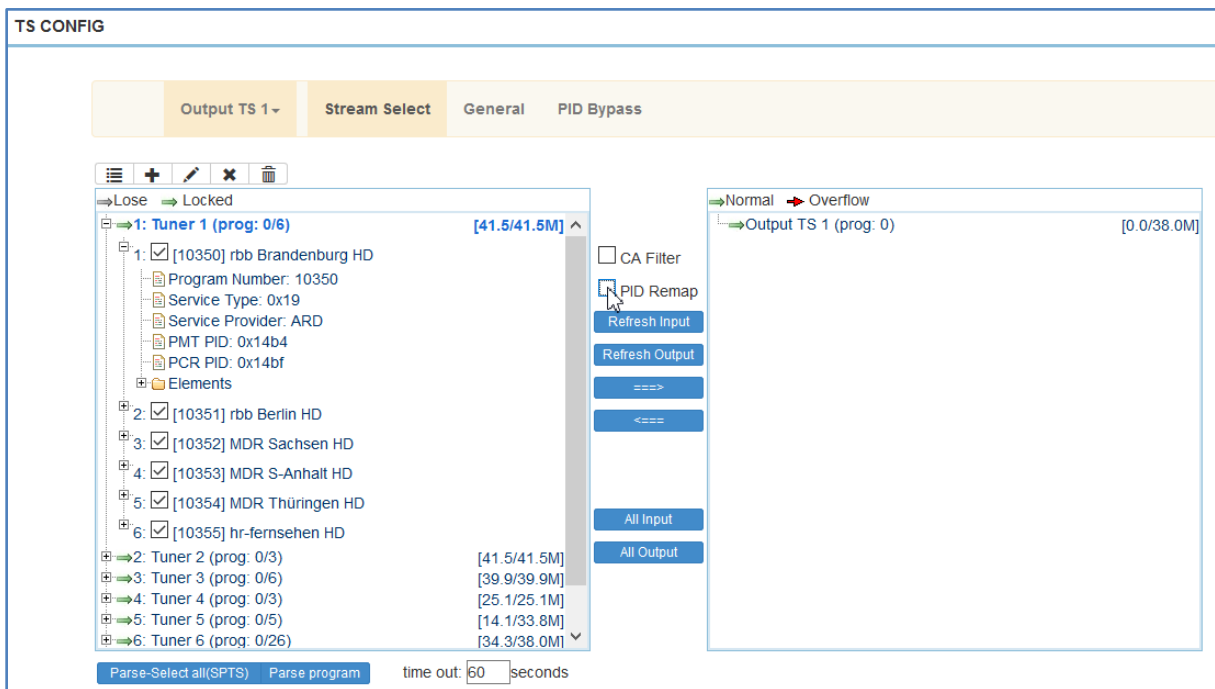 TS CONFIG
Output TS 1 Stream Select General PID Bypass
Lose Locked
1: Tuner 1 (prog: 0/6) [41.5/41.5M]
1: [10350] rbb Brandenburg HD
Program Number: 10350
Service Type: 0x19
Service Provider: ARD
PMT PID: 0x14b4
PCR PID: 0x14bf
Elements
2: [10351] rbb Berlin HD
3: [10352] MDR Sachsen HD
4: [10353] MDR S-Anhalt HD
5: [10354] MDR Thüringen HD
6: [10355] hr-fernsehen HD
2: Tuner 2 (prog: 0/3) [41.5/41.5M]
3: Tuner 3 (prog: 0/6) [39.9/39.9M]
4: Tuner 4 (prog: 0/3) [25.1/25.1M]
5: Tuner 5 (prog: 0/5) [14.1/33.8M]
6: Tuner 6 (prog: 0/26) [34.3/38.0M]
CA Filter
PID Remap
Refresh Input
Refresh Output
===>
<===
All Input
All Output
Normal Overflow
Output TS 1 (prog: 0) [0.0/38.0M]
Parse-Select all(SPTS) Parse program time out: 60 seconds